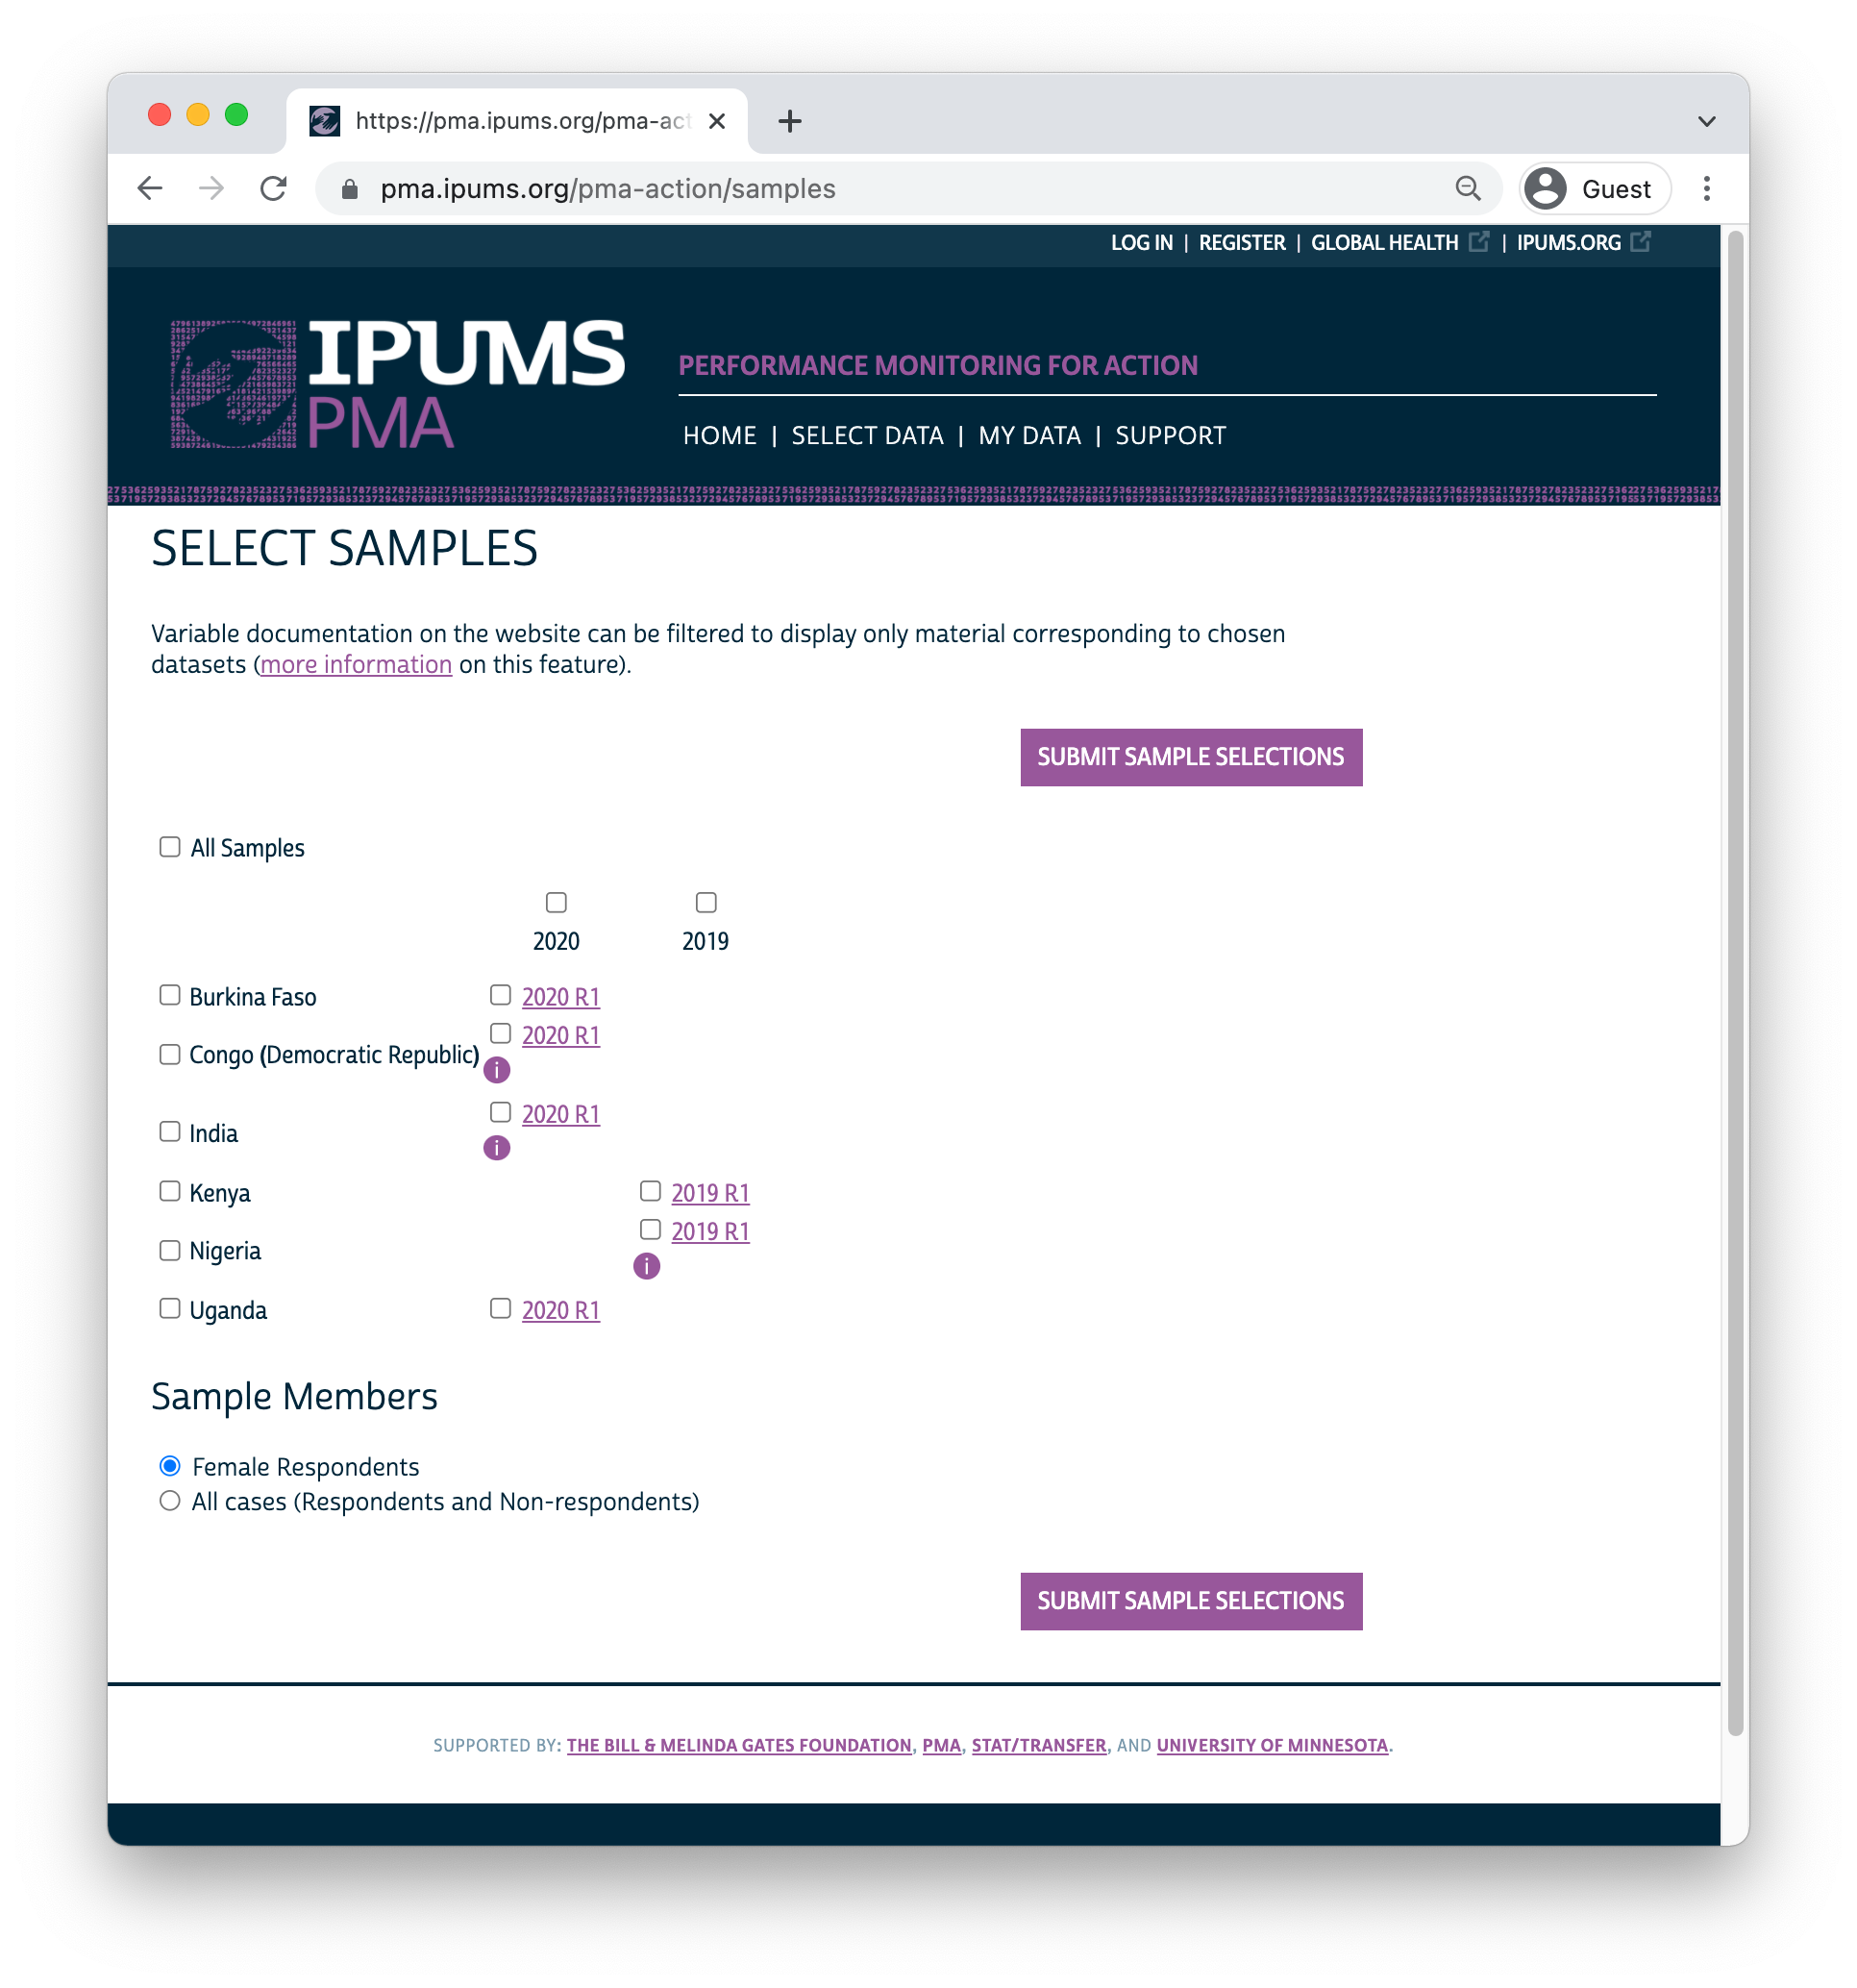 https://pma.ipums.org/pma-act
pma.ipums.org/pma-action/samples
Guest
LOG IN | REGISTER | GLOBAL HEALTH | IPUMS.ORG
IPUMS
PMA
PERFORMANCE MONITORING FOR ACTION
HOME | SELECT DATA | MY DATA | SUPPORT
SELECT SAMPLES
Variable documentation on the website can be filtered to display only material corresponding to chosen
datasets (more information on this feature).
SUBMIT SAMPLE SELECTIONS
All Samples
2020 2019
Burkina Faso 2020 R1
Congo (Democratic Republic) 2020 R1
i
India 2020 R1
i
Kenya 2019 R1
Nigeria 2019 R1
i
Uganda 2020 R1
Sample Members
Female Respondents
All cases (Respondents and Non-respondents)
SUBMIT SAMPLE SELECTIONS
SUPPORTED BY: THE BILL & MELINDA GATES FOUNDATION, PMA, STAT/TRANSFER, AND UNIVERSITY OF MINNESOTA.